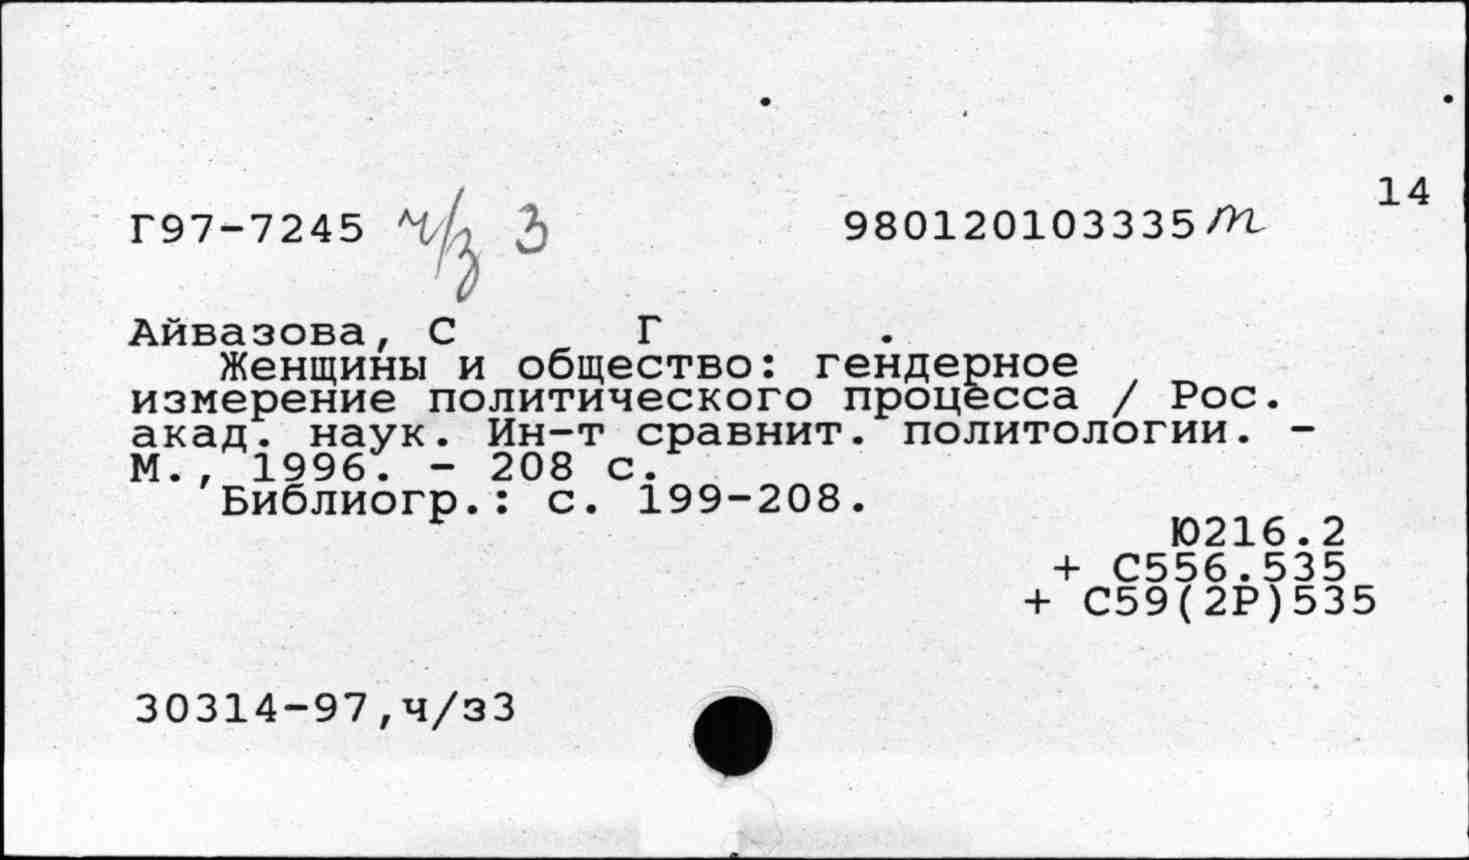 14
Г97-7245 ч/з 3 980120103335m
Айвазова, С Г .
Женщины и общество: гендерное
измерение политического процесса / Рос.
акад. наук. Ин-т сравнит. политологии. -
М., 1996. - 208 с.
Библиогр.: с. 199-208.
Ю216.2
+ С556.535
+ С59(2Р)535
30314-97,ч/з3